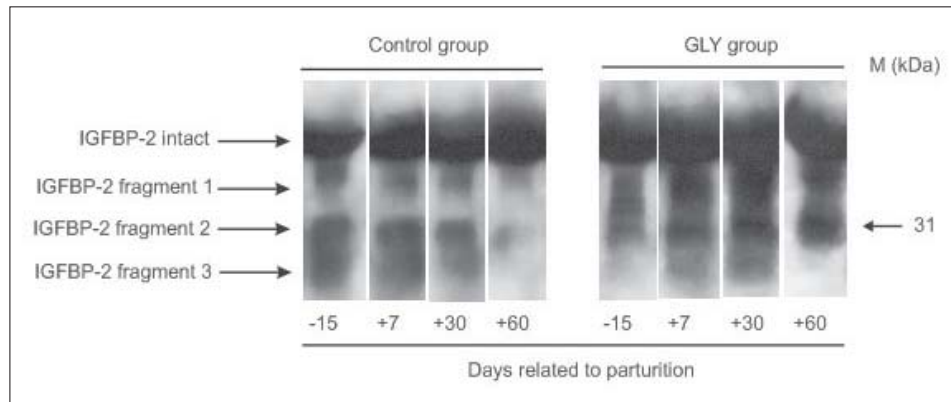 Control group
GLY group
M (kDa)
IGFBP-2 intact
IGFBP-2 fragment 1
IGFBP-2 fragment 2
31
IGFBP-2 fragment 3
-15 +7 +30 +60
-15 +7 +30 +60
Days related to parturition